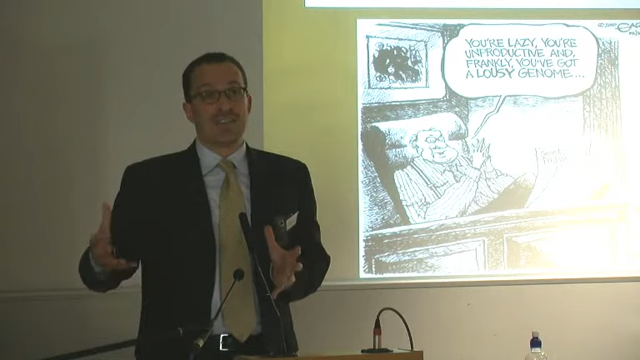 YOU'RE LAZY, YOU'RE
UNPRODUCTIVE AND,
FRANKLY, YOU'VE GOT
A LOUSY GENOME...